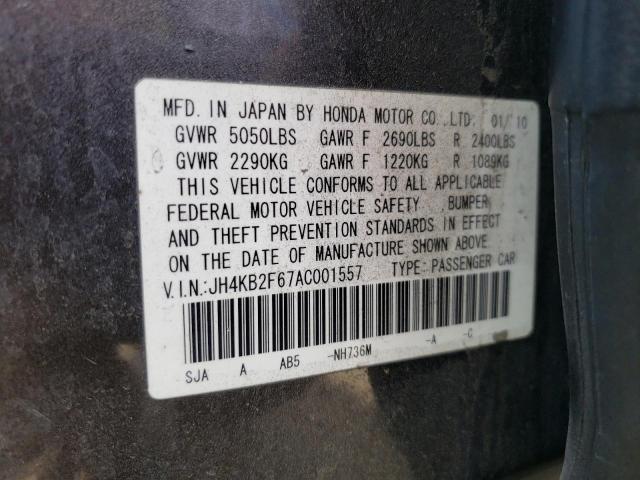 MFD. IN JAPAN BY HONDA MOTOR CO.,LTD. 01/10
GVWR 5050LBS GAWR F 2690LBS R 2400LBS
GVWR 2290KG GAWR F 1220KG R 1089KG
THIS VEHICLE CONFORMS TO ALL APPLICABLE
FEDERAL MOTOR VEHICLE SAFETY , BUMPER,
AND THEFT PREVENTION STANDARDS IN EFFECT
ON THE DATE OF MANUFACTURE SHOWN ABOVE.
V.I.N.:JH4KB2F67AC001557 TYPE: PASSENGER CAR
SJA A AB5 -NH736M -A -C